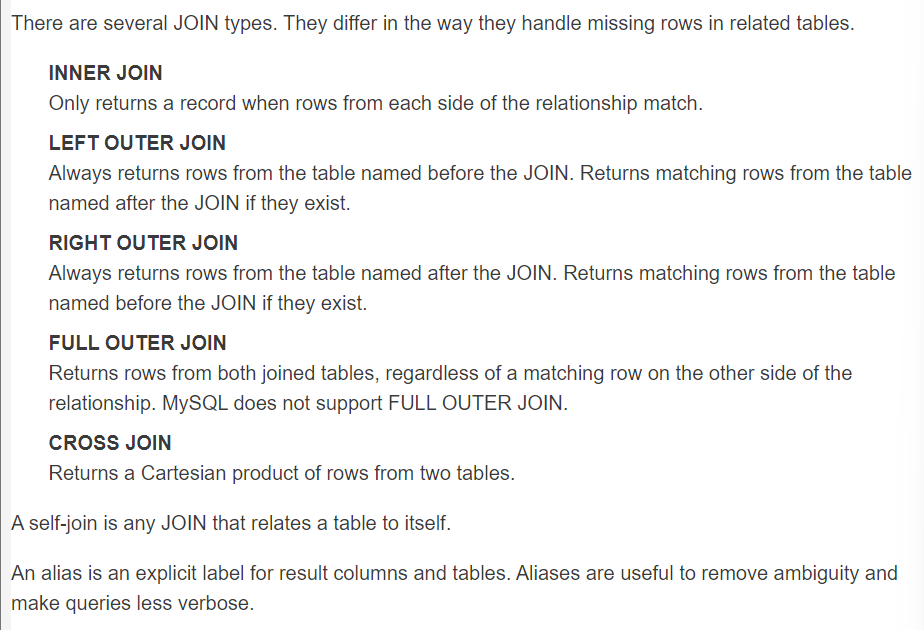 There are several JOIN types. They differ in the way they handle missing rows in related tables.
INNER JOIN
Only returns a record when rows from each side of the relationship match.
LEFT OUTER JOIN
Always returns rows from the table named before the JOIN. Returns matching rows from the table
named after the JOIN if they exist.
RIGHT OUTER JOIN
Always returns rows from the table named after the JOIN. Returns matching rows from the table
named before the JOIN if they exist.
FULL OUTER JOIN
Returns rows from both joined tables, regardless of a matching row on the other side of the
relationship. MySQL does not support FULL OUTER JOIN.
CROSS JOIN
Returns a Cartesian product of rows from two tables.
A self-join is any JOIN that relates a table to itself.
An alias is an explicit label for result columns and tables. Aliases are useful to remove ambiguity and
make queries less verbose.